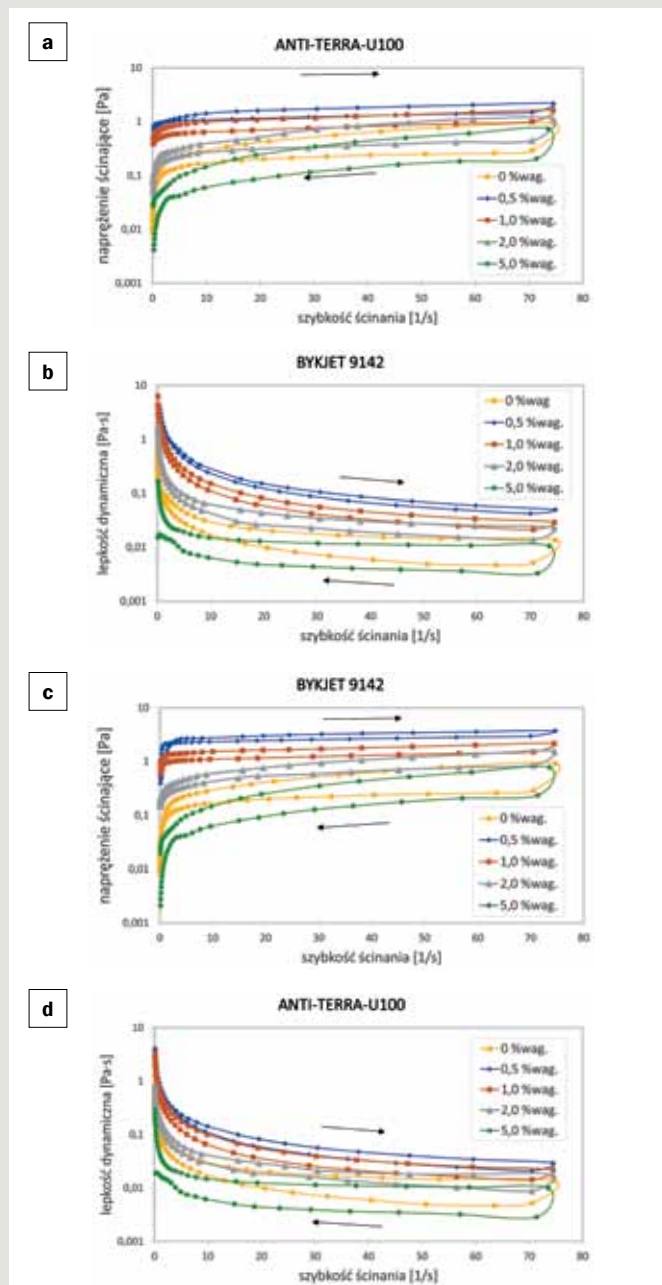 a
ANTI-TERRA-U100
naprężenie ścinające [Pa]
10
1
0,1
0,01
0,001
0 10 20 30 40 50 60 70 80
szybkość ścinania [1/s]
0 %wag.
0,5 %wag.
1,0 %wag.
2,0 %wag.
5,0 %wag.
b
BYKJET 9142
lepkość dynamiczna [Pa·s]
10
1
0,1
0,01
0,001
0 10 20 30 40 50 60 70 80
szybkość ścinania [1/s]
0 %wag
0,5 %wag.
1,0 %wag.
2,0 %wag.
5,0 %wag.
c
BYKJET 9142
naprężenie ścinające [Pa]
10
1
0,1
0,01
0,001
0 10 20 30 40 50 60 70 80
szybkość ścinania [1/s]
0 %wag.
0,5 %wag.
1,0 %wag.
2,0 %wag.
5,0 %wag.
d
ANTI-TERRA-U100
lepkość dynamiczna [Pa·s]
10
1
0,1
0,01
0,001
0 10 20 30 40 50 60 70 80
szybkość ścinania [1/s]
0 %wag.
0,5 %wag.
1,0 %wag.
2,0 %wag.
5,0 %wag.